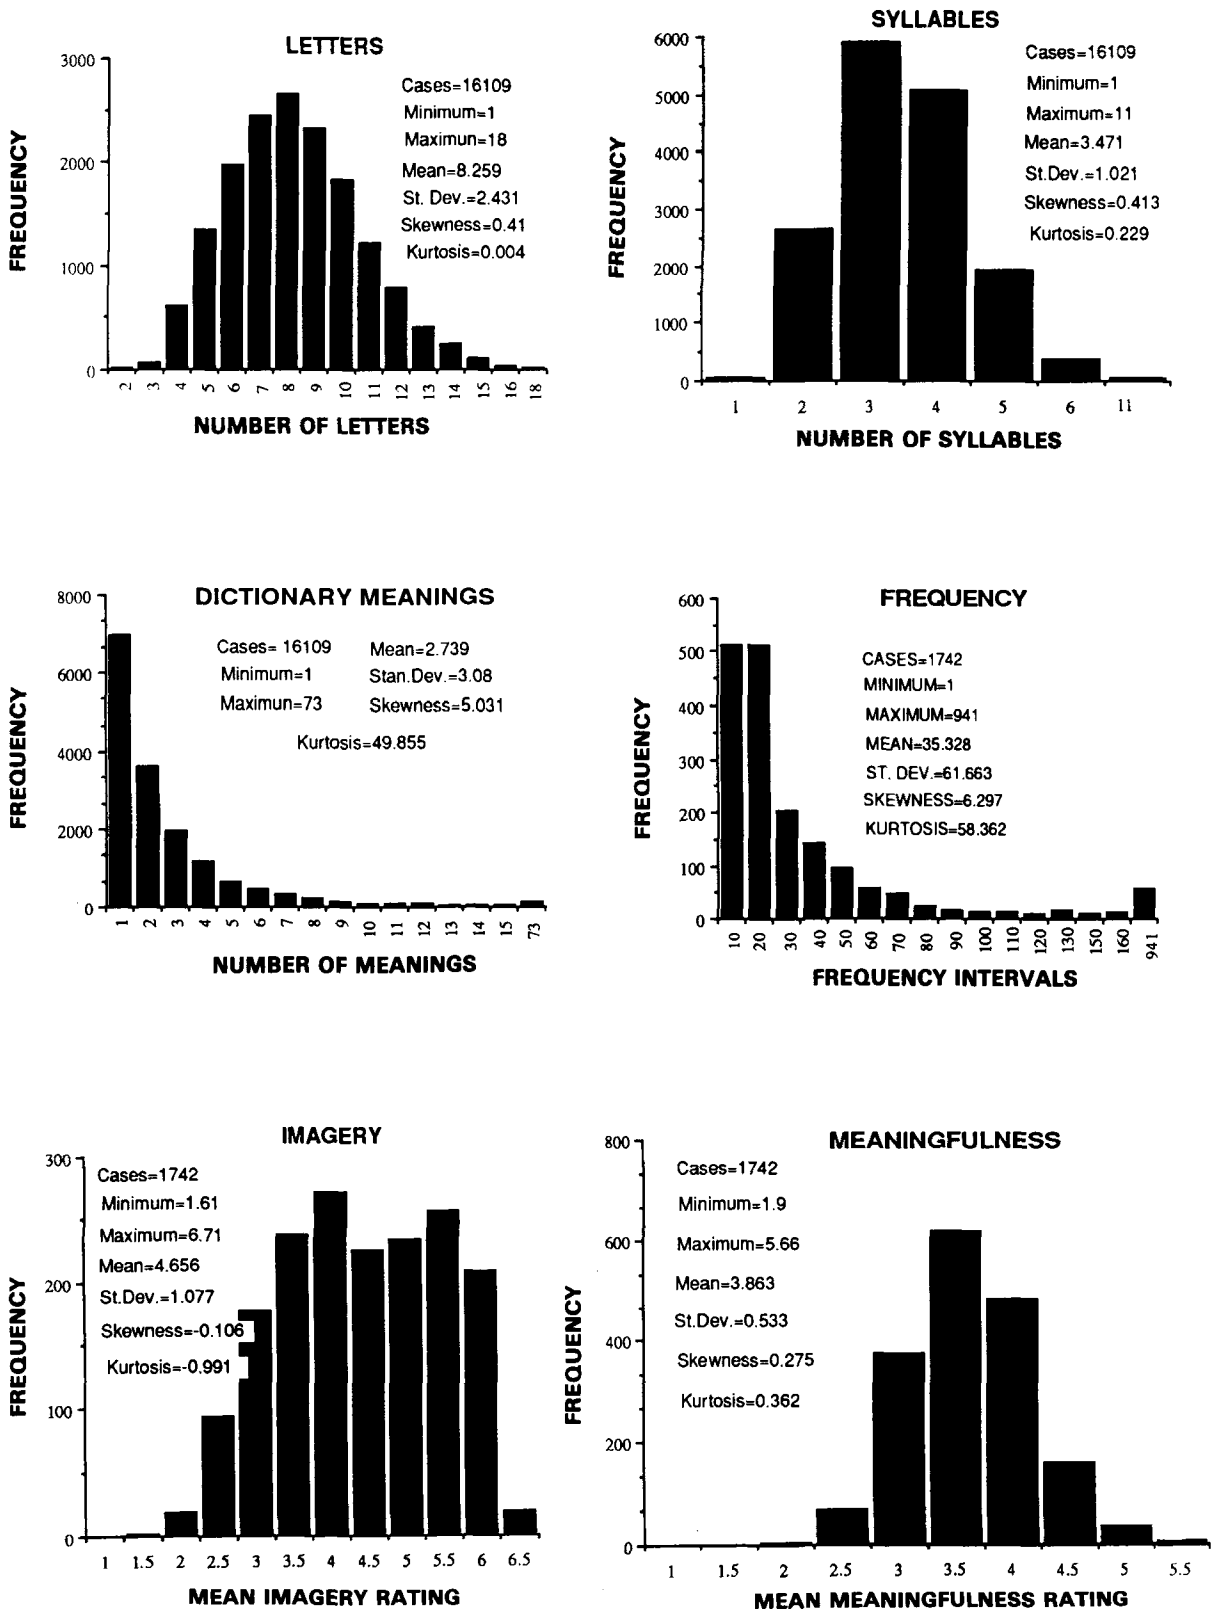 LETTERS
3000
2000
1000
0
FREQUENCY
Cases=16109
Minimum=1
Maximun=18
Mean=8.259
St. Dev.=2.431
Skewness=0.41
Kurtosis=0.004
2 3 4 5 6 7 8 9 10 11 12 13 14 15 16 18
NUMBER OF LETTERS
SYLLABLES
6000
5000
4000
3000
2000
1000
0
FREQUENCY
Cases=16109
Minimum=1
Maximum=11
Mean=3.471
St.Dev.=1.021
Skewness=0.413
Kurtosis=0.229
1 2 3 4 5 6 11
NUMBER OF SYLLABLES
DICTIONARY MEANINGS
8000
6000
4000
2000
0
FREQUENCY
Cases= 16109 Mean=2.739
Minimum=1 Stan.Dev.=3.08
Maximun=73 Skewness=5.031
Kurtosis=49.855
1 2 3 4 5 6 7 8 9 10 11 12 13 14 15 73
NUMBER OF MEANINGS
FREQUENCY
600
500
400
300
200
100
0
FREQUENCY
CASES=1742
MINIMUM=1
MAXIMUM=941
MEAN=35.328
ST. DEV.=61.663
SKEWNESS=6.297
KURTOSIS=58.362
10 20 30 40 50 60 70 80 90 100 110 120 130 150 160 941
FREQUENCY INTERVALS
IMAGERY
300
200
100
0
FREQUENCY
Cases=1742
Minimum=1.61
Maximum=6.71
Mean=4.656
St.Dev.=1.077
Skewness=-0.106
Kurtosis=-0.991
1 1.5 2 2.5 3 3.5 4 4.5 5 5.5 6 6.5
MEAN IMAGERY RATING
MEANINGFULNESS
800
600
400
200
0
FREQUENCY
Cases=1742
Minimum=1.9
Maximum=5.66
Mean=3.863
St.Dev.=0.533
Skewness=0.275
Kurtosis=0.362
1 1.5 2 2.5 3 3.5 4 4.5 5 5.5
MEAN MEANINGFULNESS RATING